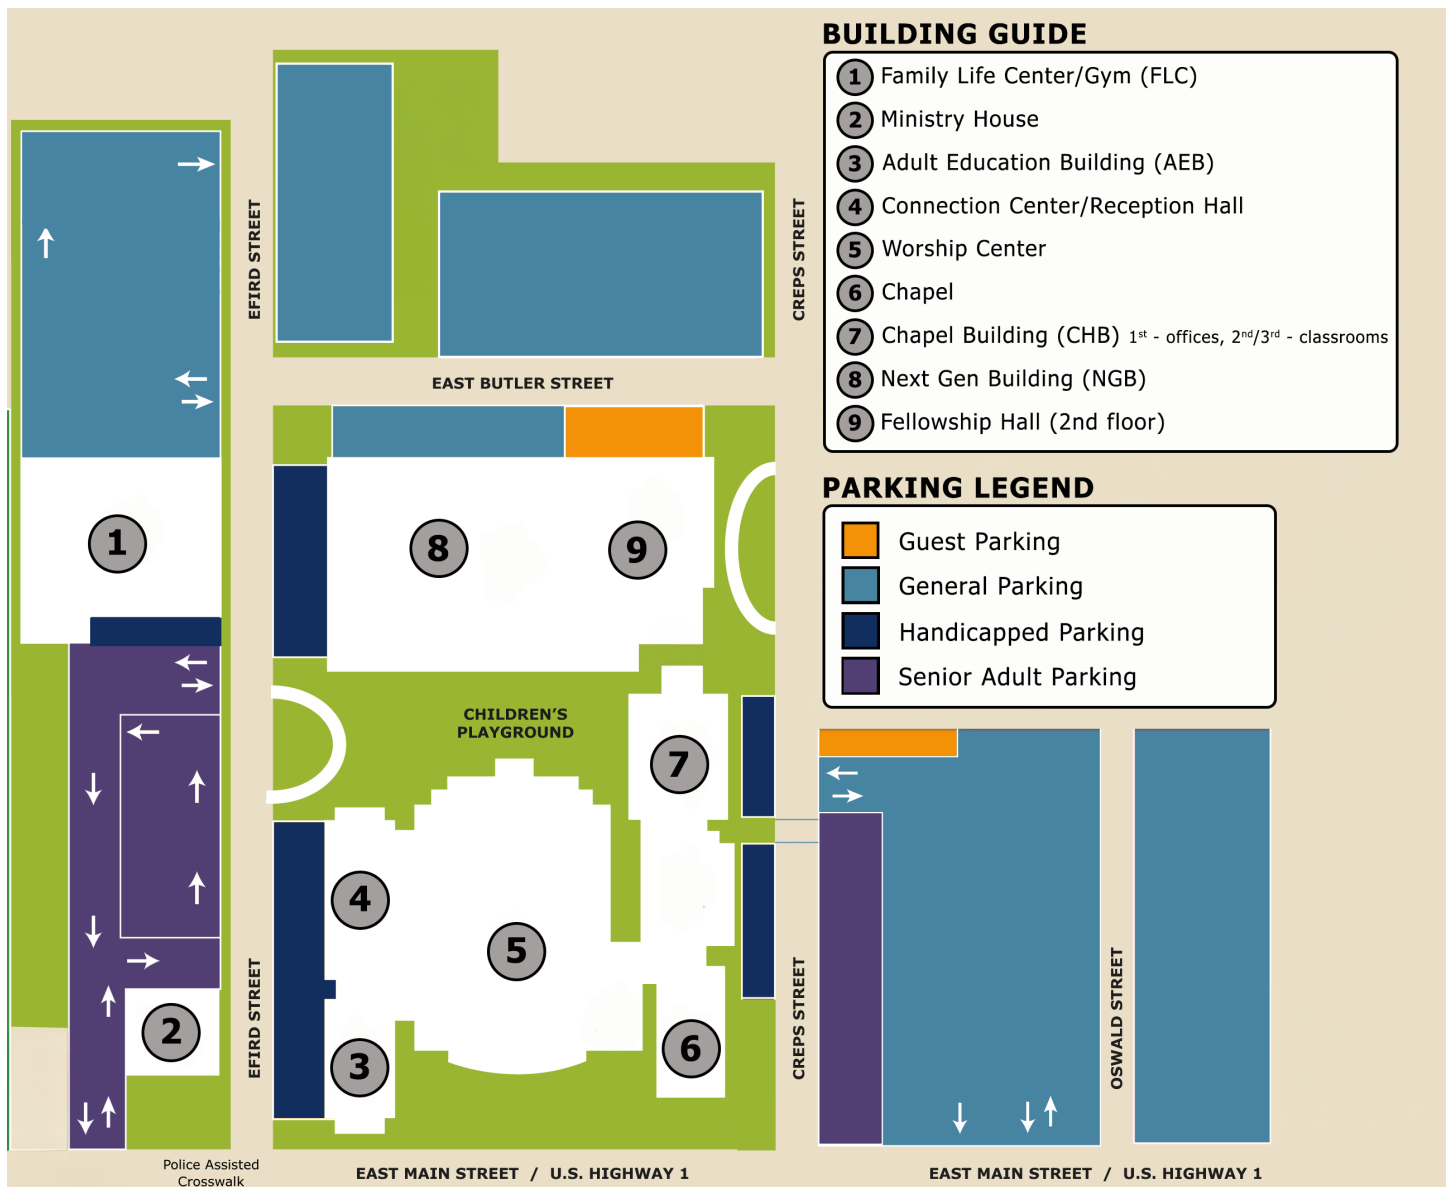 BUILDING GUIDE
1 Family Life Center/Gym (FLC)
2 Ministry House
3 Adult Education Building (AEB)
4 Connection Center/Reception Hall
5 Worship Center
6 Chapel
7 Chapel Building (CHB) 1st - offices, 2nd/3rd - classrooms
8 Next Gen Building (NGB)
9 Fellowship Hall (2nd floor)
PARKING LEGEND
Guest Parking
General Parking
Handicapped Parking
Senior Adult Parking
EFIRD STREET
CREPS STREET
EAST BUTLER STREET
1
8
9
CHILDREN'S
PLAYGROUND
7
4
5
2
3
6
EFIRD STREET
CREPS STREET
OSWALD STREET
Police Assisted
Crosswalk
EAST MAIN STREET / U.S. HIGHWAY 1
EAST MAIN STREET / U.S. HIGHWAY 1